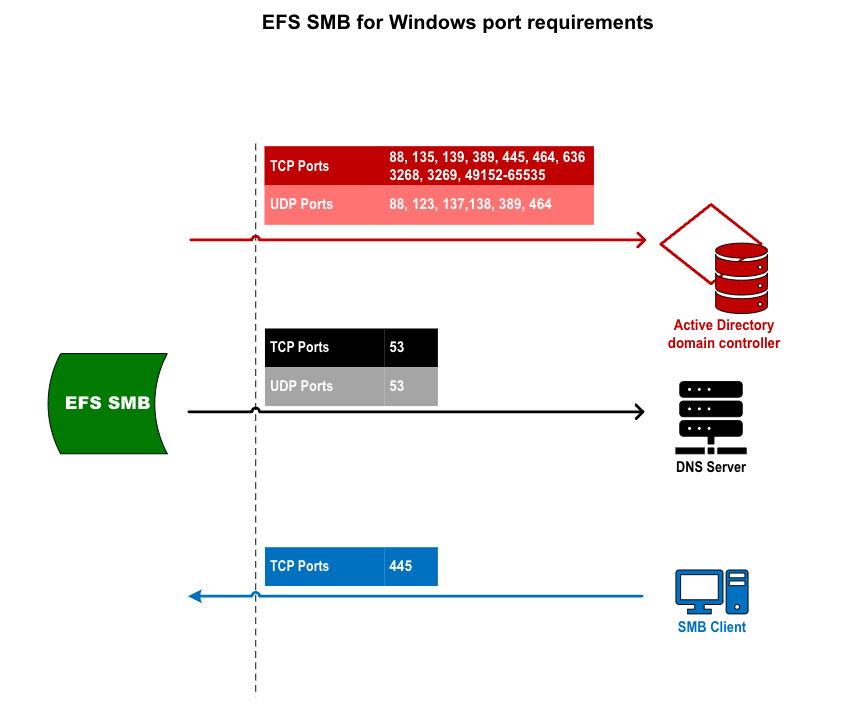 EFS SMB for Windows port requirements
TCP Ports 88, 135, 139, 389, 445, 464, 636
3268, 3269, 49152-65535
UDP Ports 88, 123, 137,138, 389, 464
Active Directory
domain controller
TCP Ports 53
UDP Ports 53
EFS SMB
DNS Server
TCP Ports 445
SMB Client